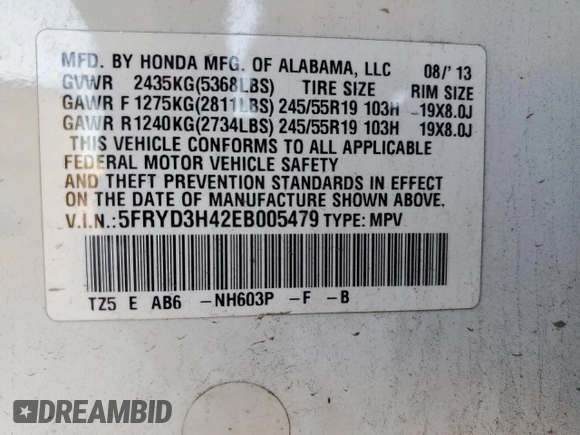 MFD. BY HONDA MFG. OF ALABAMA, LLC 08/'13
GVWR 2435KG(5368LBS) TIRE SIZE RIM SIZE
GAWR F 1275KG(2811LBS) 245/55R19 103H -19X8.0J
GAWR R1240KG(2734LBS) 245/55R19 103H 19X8.0J
THIS VEHICLE CONFORMS TO ALL APPLICABLE
FEDERAL MOTOR VEHICLE SAFETY
AND THEFT PREVENTION STANDARDS IN EFFECT
ON THE DATE OF MANUFACTURE SHOWN ABOVE.
V.I.N.:5FRYD3H42EB005479 TYPE: MPV
TZ5 E AB6 -NH603P -F -B
DREAMBID